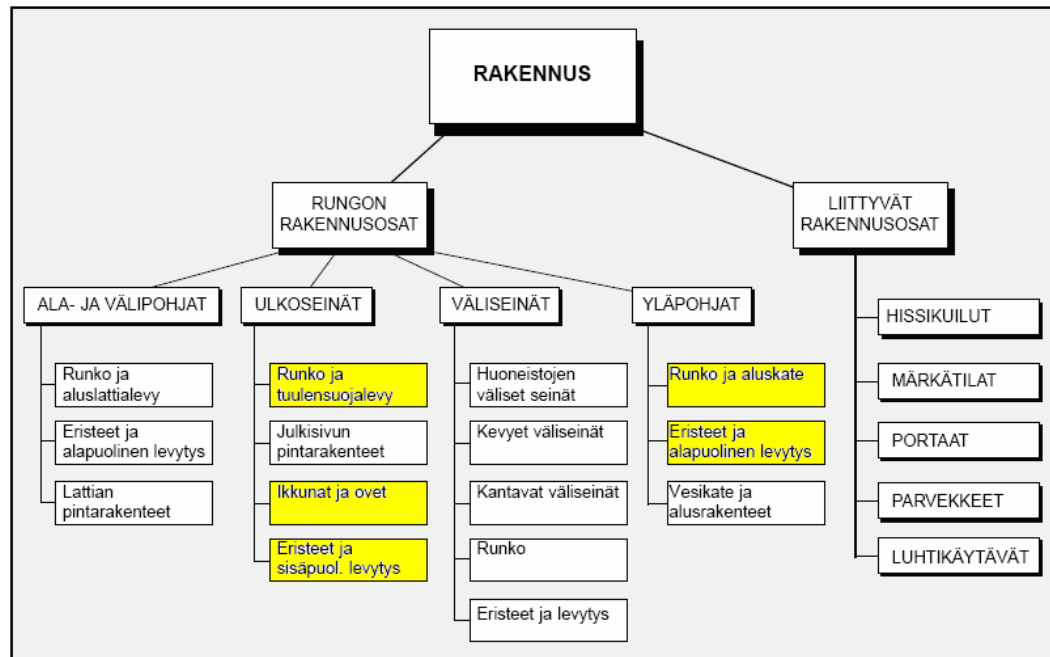 RAKENNUS
RUNGON
RAKENNUSOSAT
LIITTYVÄT
RAKENNUSOSAT
ALA- JA VÄLIPOHJAT
Runko ja
aluslattialevy
Eristeet ja
alapuolinen levytys
Lattian
pintarakenteet
ULKOSEINÄT
Runko ja
tuulensuojalevy
Julkisivun
pintarakenteet
Ikkunat ja ovet
Eristeet ja
sisäpuol. levytys
VÄLISEINÄT
Huoneistojen
väliset seinät
Kevyet väliseinät
Kantavat väliseinät
Runko
Eristeet ja levytys
YLÄPOHJAT
Runko ja aluskate
Eristeet ja
alapuolinen levytys
Vesikate ja
alusrakenteet
HISSIKUILUT
MÄRKÄTILAT
PORTAAT
PARVEKKEET
LUHTIKÄYTÄVÄT